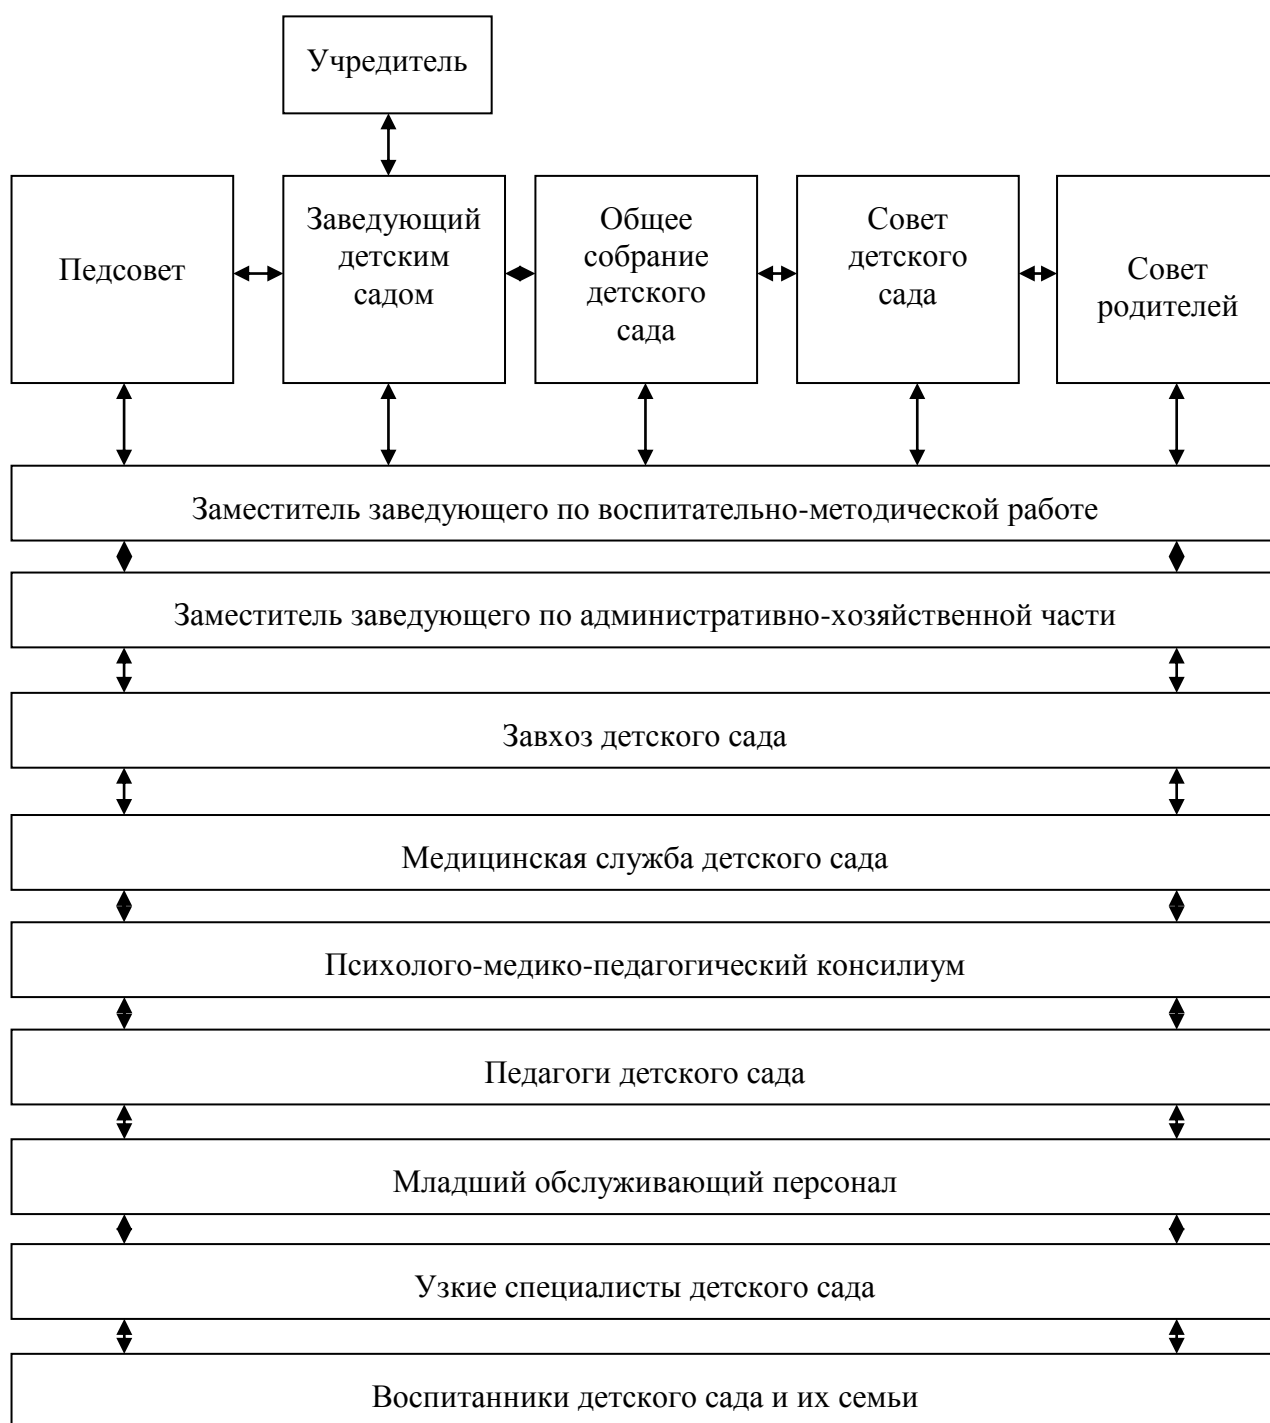 Учредитель
Педсовет
Заведующий
детским
садом
Общее
собрание
детского
сада
Совет
детского
сада
Совет
родителей
Заместитель заведующего по воспитательно-методической работе
Заместитель заведующего по административно-хозяйственной части
Завхоз детского сада
Медицинская служба детского сада
Психолого-медико-педагогический консилиум
Педагоги детского сада
Младший обслуживающий персонал
Узкие специалисты детского сада
Воспитанники детского сада и их семьи